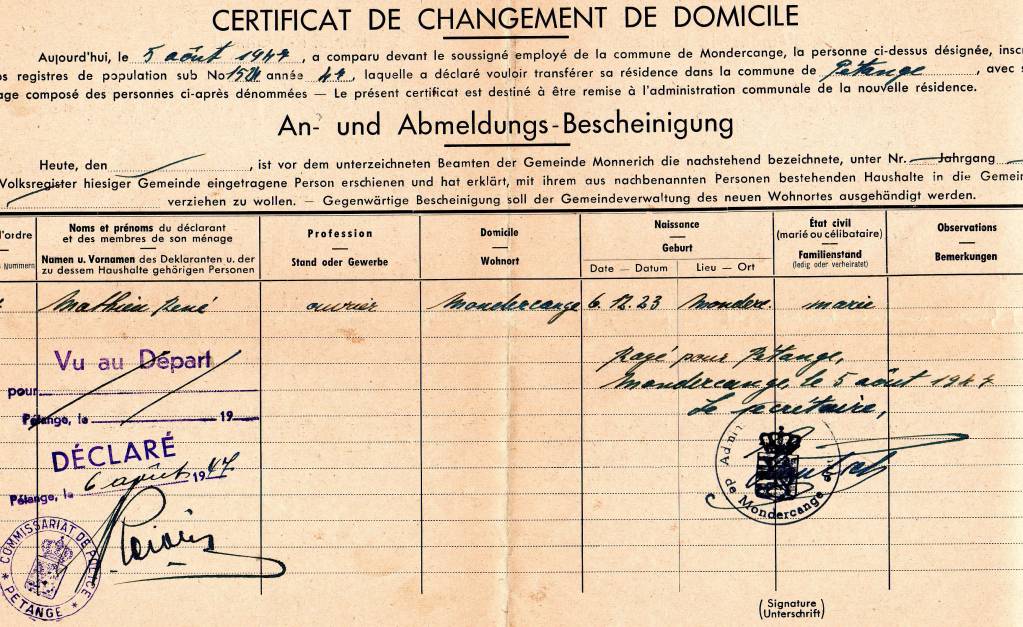 CERTIFICAT DE CHANGEMENT DE DOMICILE
Aujourd'hui, le 5 août 1947, a comparu devant le soussigné employé de la commune de Mondercange, la personne ci-dessus désignée, insc
registres de population sub No 1521 année 47, laquelle a déclaré vouloir transférer sa résidence dans la commune de Pétange, avec
composé des personnes ci-après dénommées — Le présent certificat est destiné à être remise à l'administration communale de la nouvelle résidence.
An- und Abmeldungs-Bescheinigung
Heute, den , ist vor dem unterzeichneten Beamten der Gemeinde Monnerich die nachstehend bezeichnete, unter Nr. Jahrgang
Volksregister hiesiger Gemeinde eingetragene Person erschienen und hat erklärt, mit ihrem aus nachbenannten Personen bestehenden Haushalte in die Gemein
verziehen zu wollen. — Gegenwärtige Bescheinigung soll der Gemeindeverwaltung des neuen Wohnortes ausgehändigt werden.
d'ordre
Nummern
Noms et prénoms du déclarant
et des membres de son ménage
Namen u. Vornamen des Deklaranten u. der
zu dessem Haushalte gehörigen Personen
Profession
Stand oder Gewerbe
Domicile
Wohnort
Naissance
Geburt
Date — Datum
Lieu — Ort
État civil
(marié ou célibataire)
Familienstand
(ledig oder verheiratet)
Observations
Bemerkungen
Mathieu René
ouvrier
Mondercange
6.12.23
Monderc.
marié
Vu au Départ
pour
Pétange, le 19
DÉCLARÉ
Pétange, le 6 août 1947
COMMISSARIAT DE POLICE
* PETANGE *
Rayé pour Pétange,
Mondercange, le 5 août 1947
Le secrétaire,
de Mondercange
(Signature
Unterschrift)